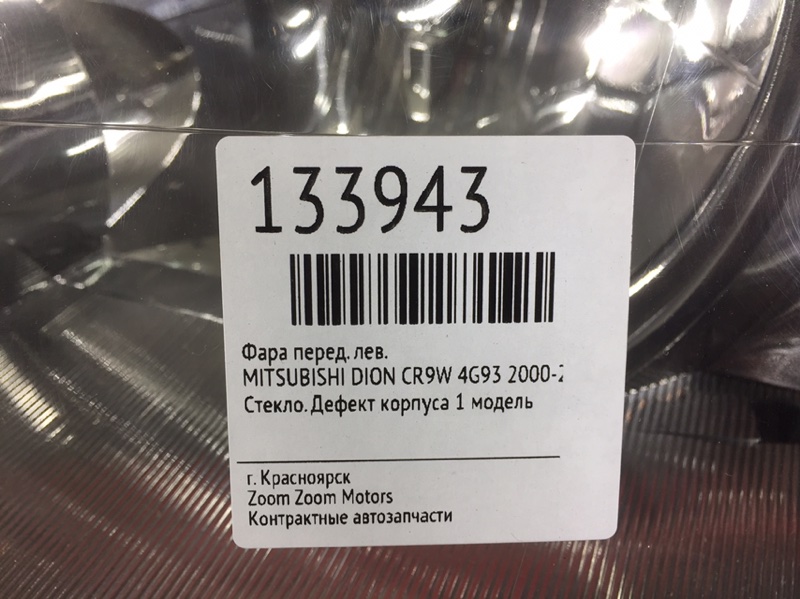 133943
Фара перед. лев.
MITSUBISHI DION CR9W 4G93 2000-
Стекло. Дефект корпуса 1 модель
г. Красноярск
Zoom Zoom Motors
Контрактные автозапчасти